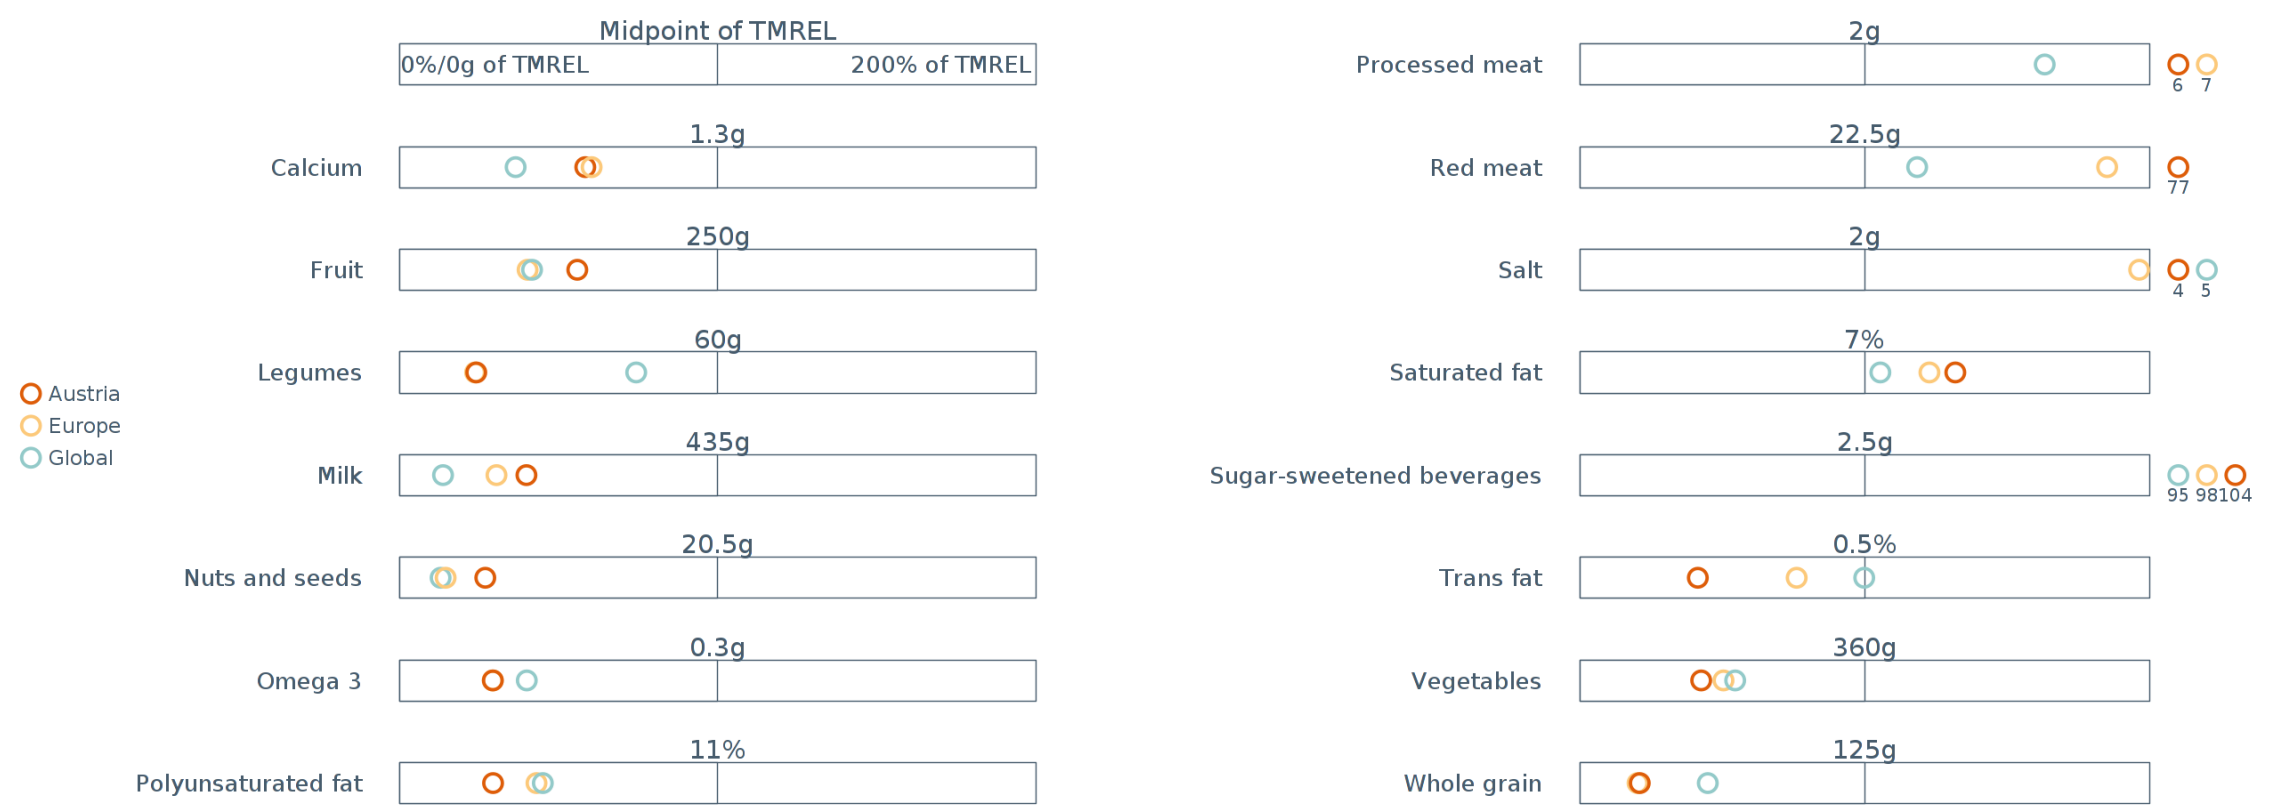 Midpoint of TMREL
0%/0g of TMREL 200% of TMREL
1.3g
Calcium
250g
Fruit
60g
Legumes
435g
Milk
20.5g
Nuts and seeds
0.3g
Omega 3
11%
Polyunsaturated fat
Austria
Europe
Global
2g
Processed meat
6 7
22.5g
Red meat
77
2g
Salt
4 5
7%
Saturated fat
2.5g
Sugar-sweetened beverages
95 98 104
0.5%
Trans fat
360g
Vegetables
125g
Whole grain